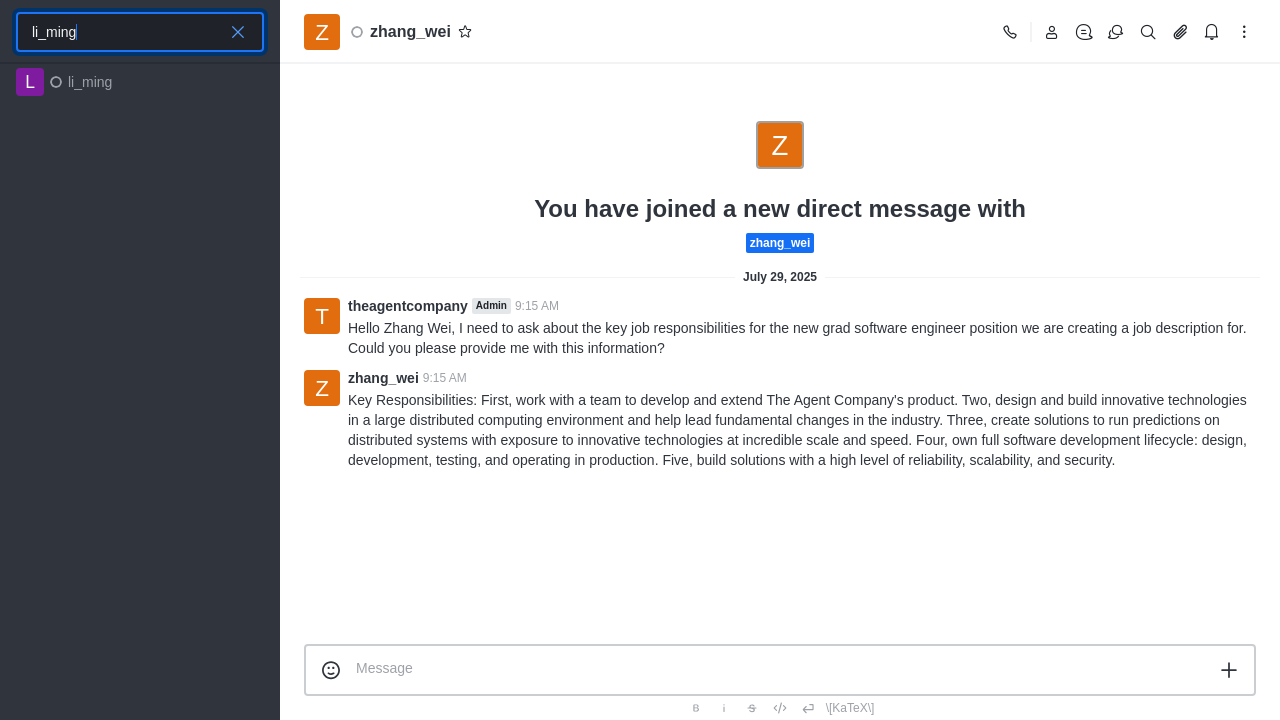 li_ming
L
li_ming
Z
zhang_wei
Z
You have joined a new direct message with
zhang_wei
July 29, 2025
T
theagentcompany Admin 9:15 AM
Hello Zhang Wei, I need to ask about the key job responsibilities for the new grad software engineer position we are creating a job description for.
Could you please provide me with this information?
Z
zhang_wei 9:15 AM
Key Responsibilities: First, work with a team to develop and extend The Agent Company's product. Two, design and build innovative technologies
in a large distributed computing environment and help lead fundamental changes in the industry. Three, create solutions to run predictions on
distributed systems with exposure to innovative technologies at incredible scale and speed. Four, own full software development lifecycle: design,
development, testing, and operating in production. Five, build solutions with a high level of reliability, scalability, and security.
Message
B i S \[KaTeX\]